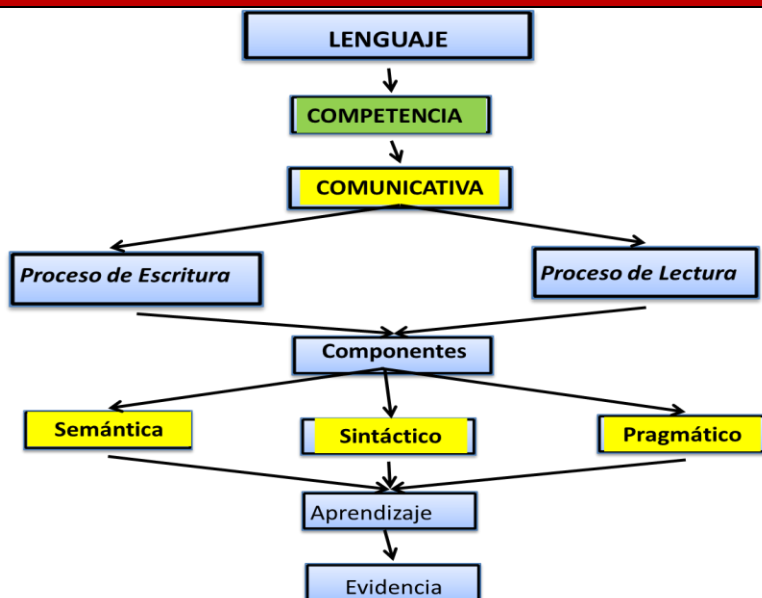 LENGUAJE
COMPETENCIA
COMUNICATIVA
Proceso de Escritura
Proceso de Lectura
Componentes
Semántica
Sintáctico
Pragmático
Aprendizaje
Evidencia